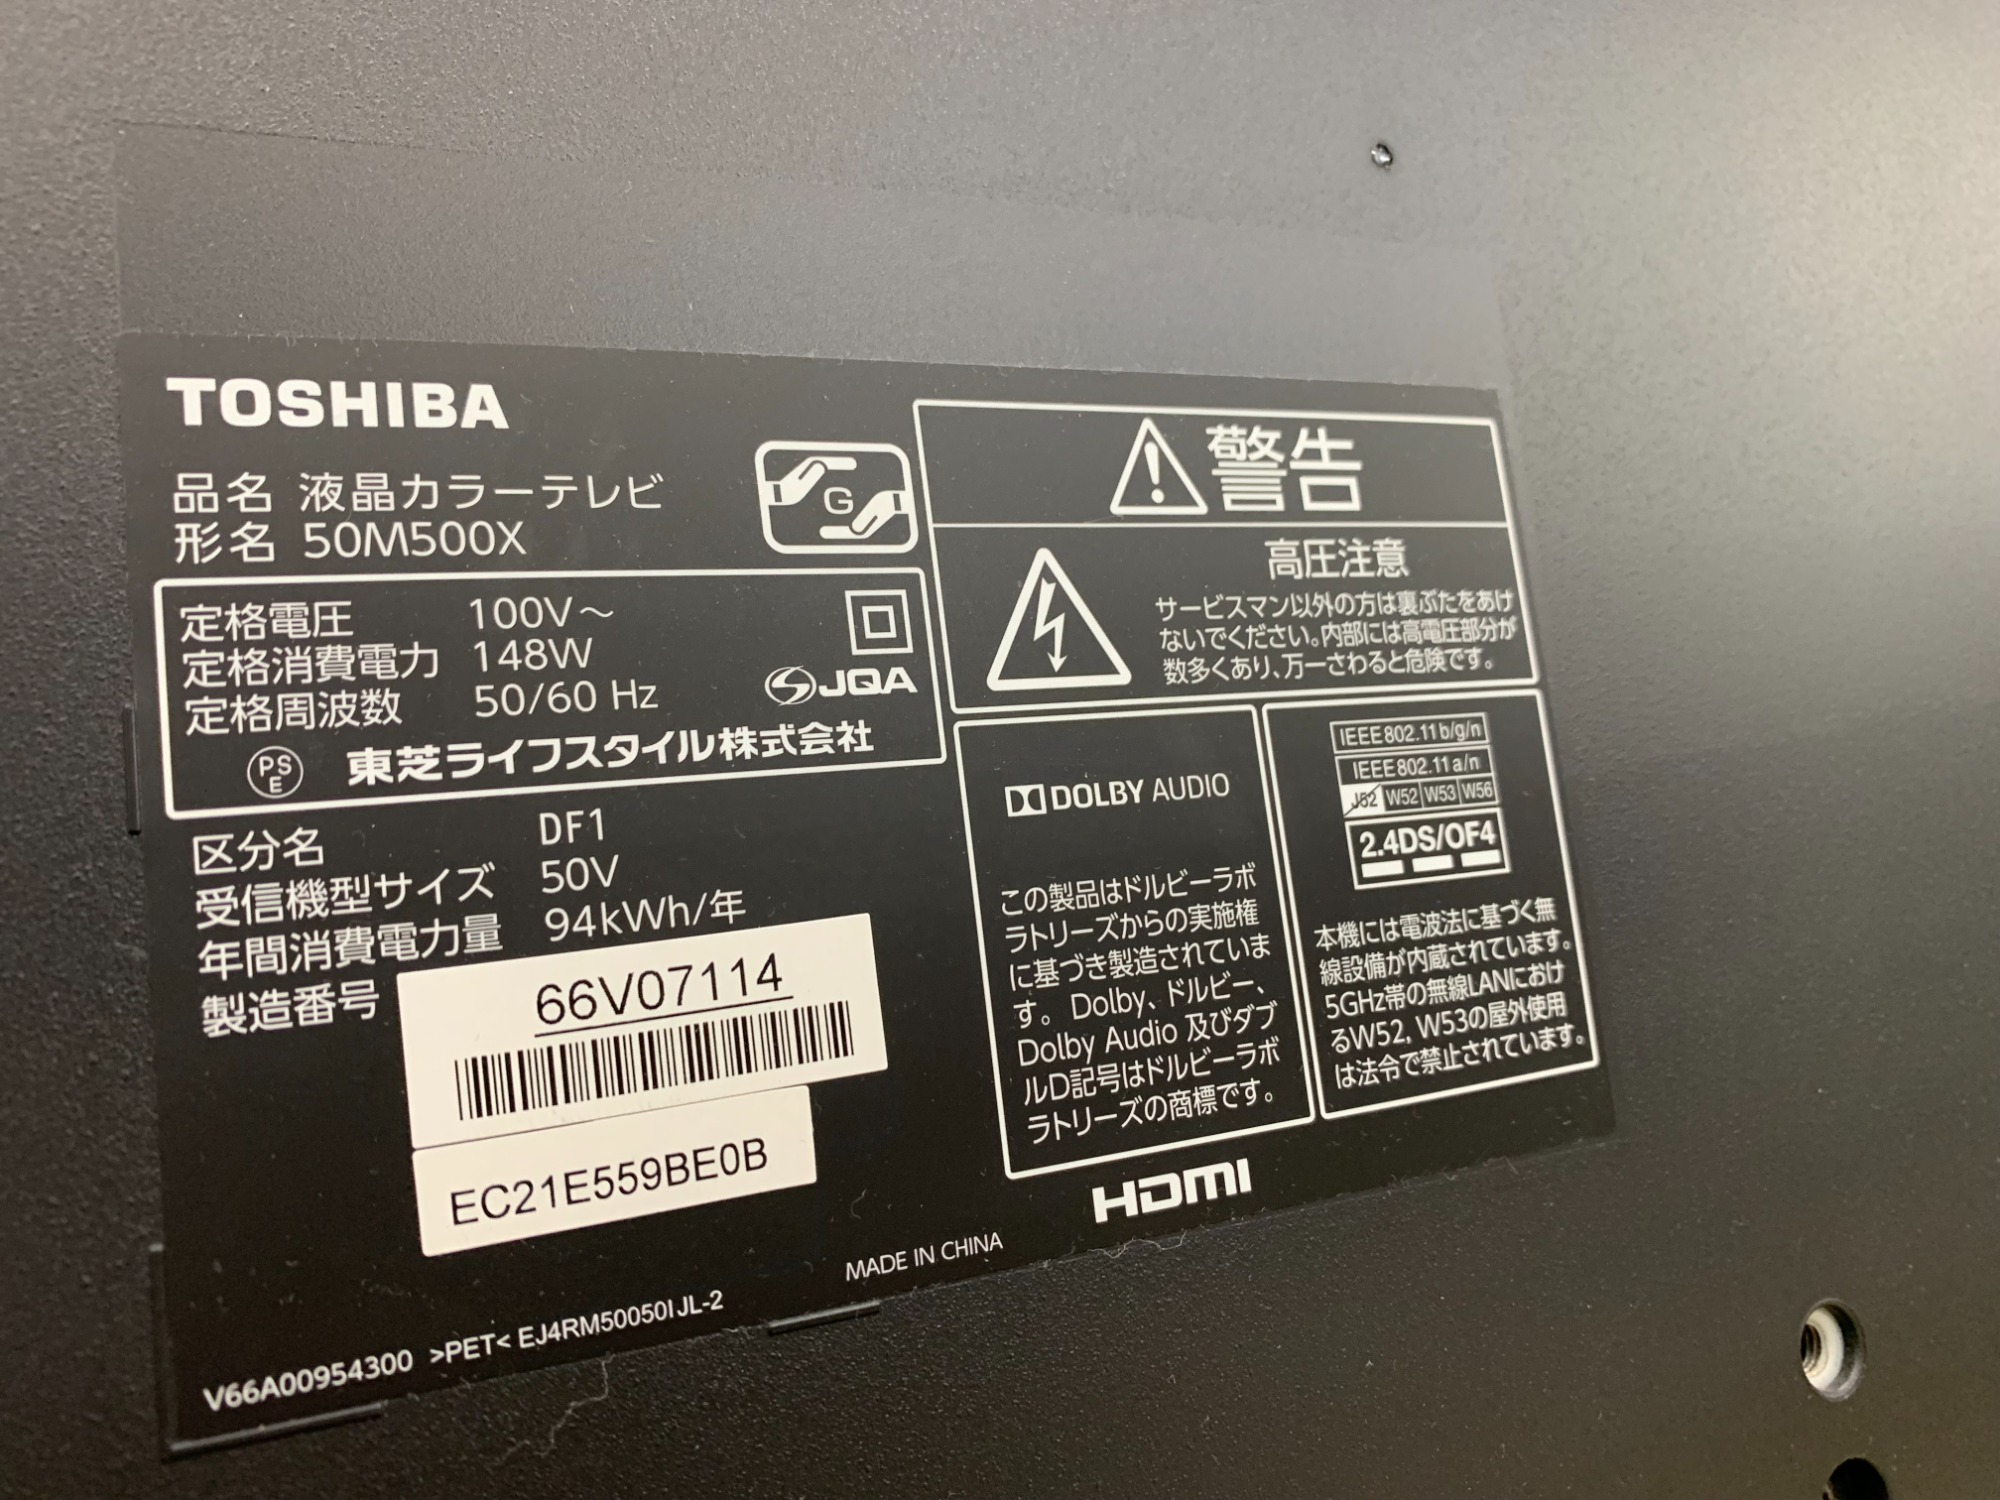 TOSHIBA
品名 液晶カラーテレビ
形名 50M500X
G
定格電圧 100V～
定格消費電力 148W
定格周波数 50/60 Hz
JQA
PS
E
東芝ライフスタイル株式会社
区分名 DF1
受信機型サイズ 50V
年間消費電力量 94kWh/年
製造番号
66V07114
EC21E559BE0B
V66A00954300 >PET< EJ4RM50050IJL-2
MADE IN CHINA
警告
高圧注意
サービスマン以外の方は裏ぶたをあけ
ないでください。内部には高電圧部分が
数多くあり、万一さわると危険です。
DOLBY AUDIO
この製品はドルビーラボ
ラトリーズからの実施権
に基づき製造されていま
す。Dolby、ドルビー、
Dolby Audio 及びダブ
ルD記号はドルビーラボ
ラトリーズの商標です。
IEEE802.11b/g/n
IEEE802.11a/n
J52 W52 W53 W56
2.4DS/OF4
本機には電波法に基づく無
線設備が内蔵されています。
5GHz帯の無線LANにおけ
るW52, W53の屋外使用
は法令で禁止されています。
HDMI